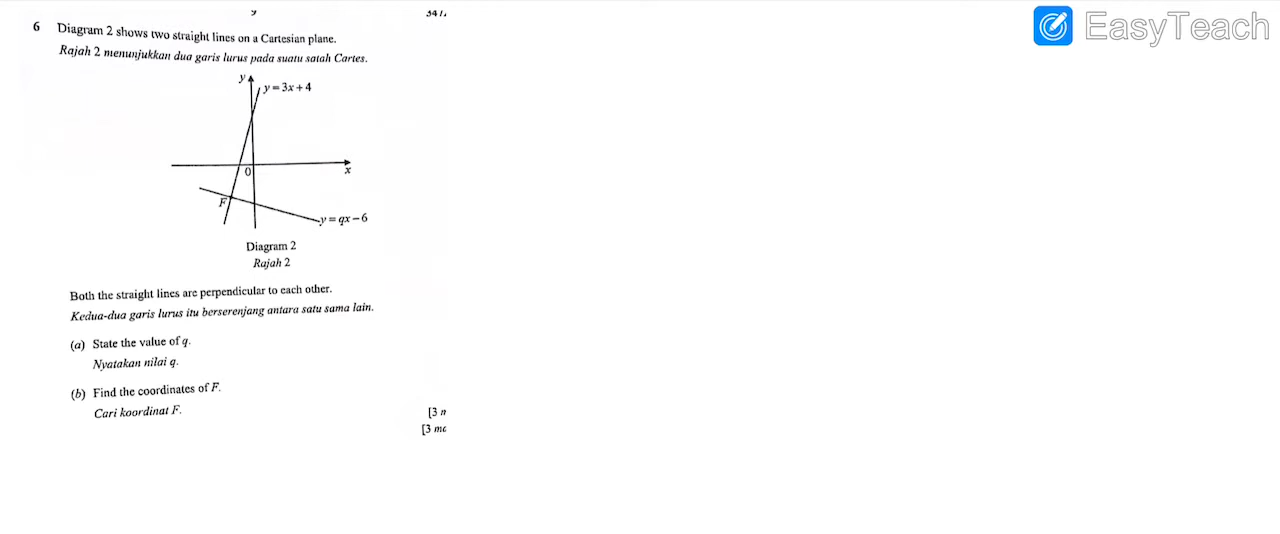 EasyTeach
6 Diagram 2 shows two straight lines on a Cartesian plane.
Rajah 2 menunjukkan dua garis lurus pada suatu satah Cartes.
y
y = 3x + 4
0
x
F
y = qx – 6
Diagram 2
Rajah 2
Both the straight lines are perpendicular to each other.
Kedua-dua garis lurus itu berserenjang antara satu sama lain.
(a) State the value of q.
Nyatakan nilai q.
(b) Find the coordinates of F.
Cari koordinat F.
[3
[3